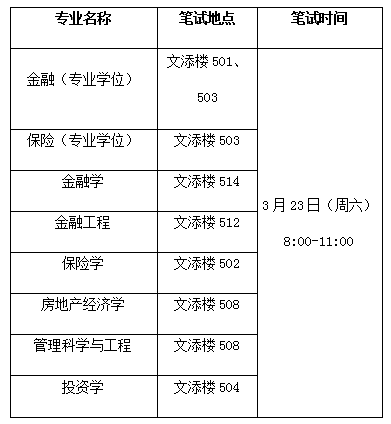 专业名称 笔试地点 笔试时间
金融（专业学位） 文添楼 501、
503
保险（专业学位） 文添楼 503
金融学 文添楼 514
3 月 23 日（周六）
金融工程 文添楼 512
8:00-11:00
保险学 文添楼 502
房地产经济学 文添楼 508
管理科学与工程 文添楼 508
投资学 文添楼 504